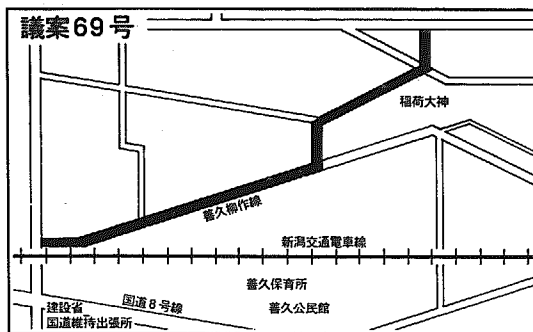 議案69号
稲荷大神
善久柳作線
新潟交通電車線
善久保育所
善久公民館
国道8号線
建設省
国道維持出張所